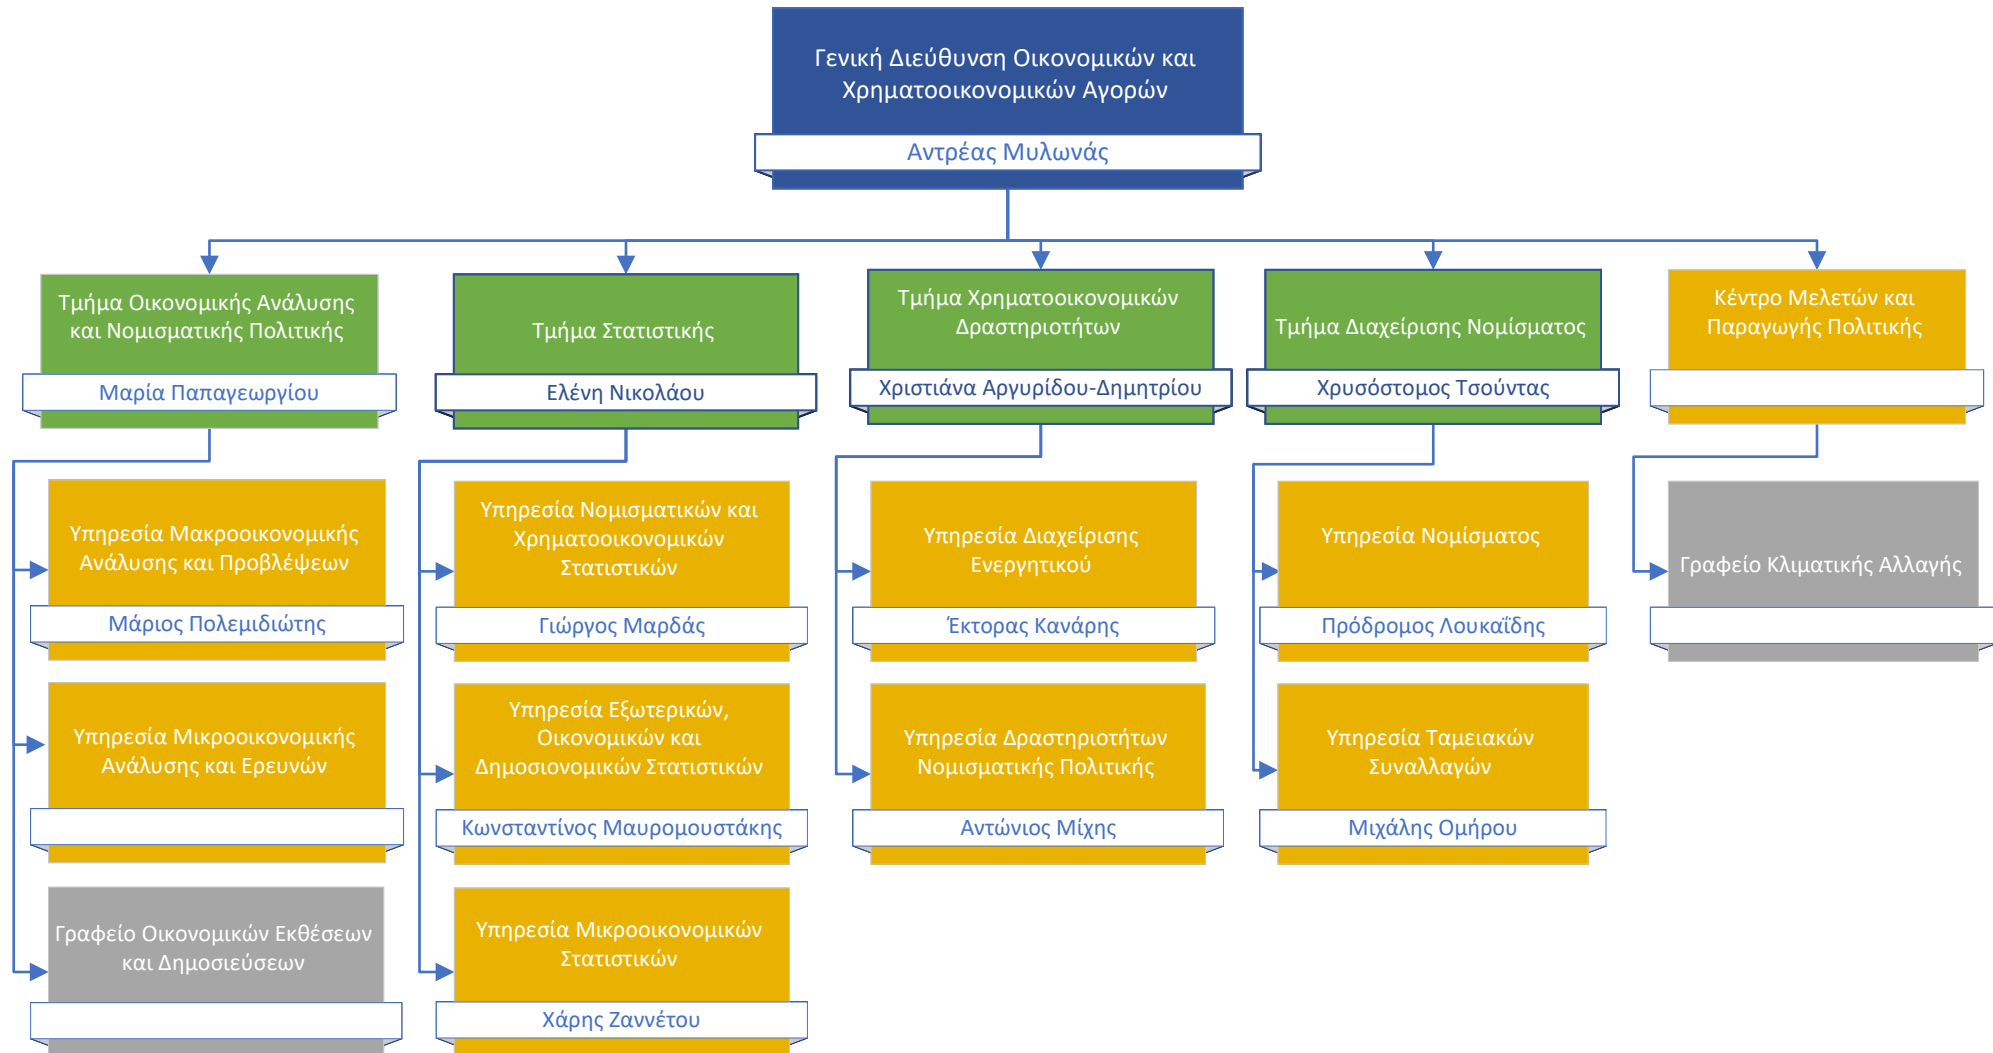 Γενική Διεύθυνση Οικονομικών και
Χρηματοοικονομικών Αγορών
Αντρέας Μυλωνάς
Τμήμα Οικονομικής Ανάλυσης
και Νομισματικής Πολιτικής
Μαρία Παπαγεωργίου
Τμήμα Στατιστικής
Ελένη Νικολάου
Τμήμα Χρηματοοικονομικών
Δραστηριοτήτων
Χριστιάνα Αργυρίδου-Δημητρίου
Τμήμα Διαχείρισης Νομίσματος
Χρυσόστομος Τσούντας
Κέντρο Μελετών και
Παραγωγής Πολιτικής
Υπηρεσία Μακροοικονομικής
Ανάλυσης και Προβλέψεων
Μάριος Πολεμιδιώτης
Υπηρεσία Νομισματικών και
Χρηματοοικονομικών
Στατιστικών
Γιώργος Μαρδάς
Υπηρεσία Διαχείρισης
Ενεργητικού
Έκτορας Κανάρης
Υπηρεσία Νομίσματος
Πρόδρομος Λουκαΐδης
Γραφείο Κλιματικής Αλλαγής
Υπηρεσία Μικροοικονομικής
Ανάλυσης και Ερευνών
Υπηρεσία Εξωτερικών,
Οικονομικών και
Δημοσιονομικών Στατιστικών
Κωνσταντίνος Μαυρομουστάκης
Υπηρεσία Δραστηριοτήτων
Νομισματικής Πολιτικής
Αντώνιος Μίχης
Υπηρεσία Ταμειακών
Συναλλαγών
Μιχάλης Ομήρου
Γραφείο Οικονομικών Εκθέσεων
και Δημοσιεύσεων
Υπηρεσία Μικροοικονομικών
Στατιστικών
Χάρης Ζαννέτου